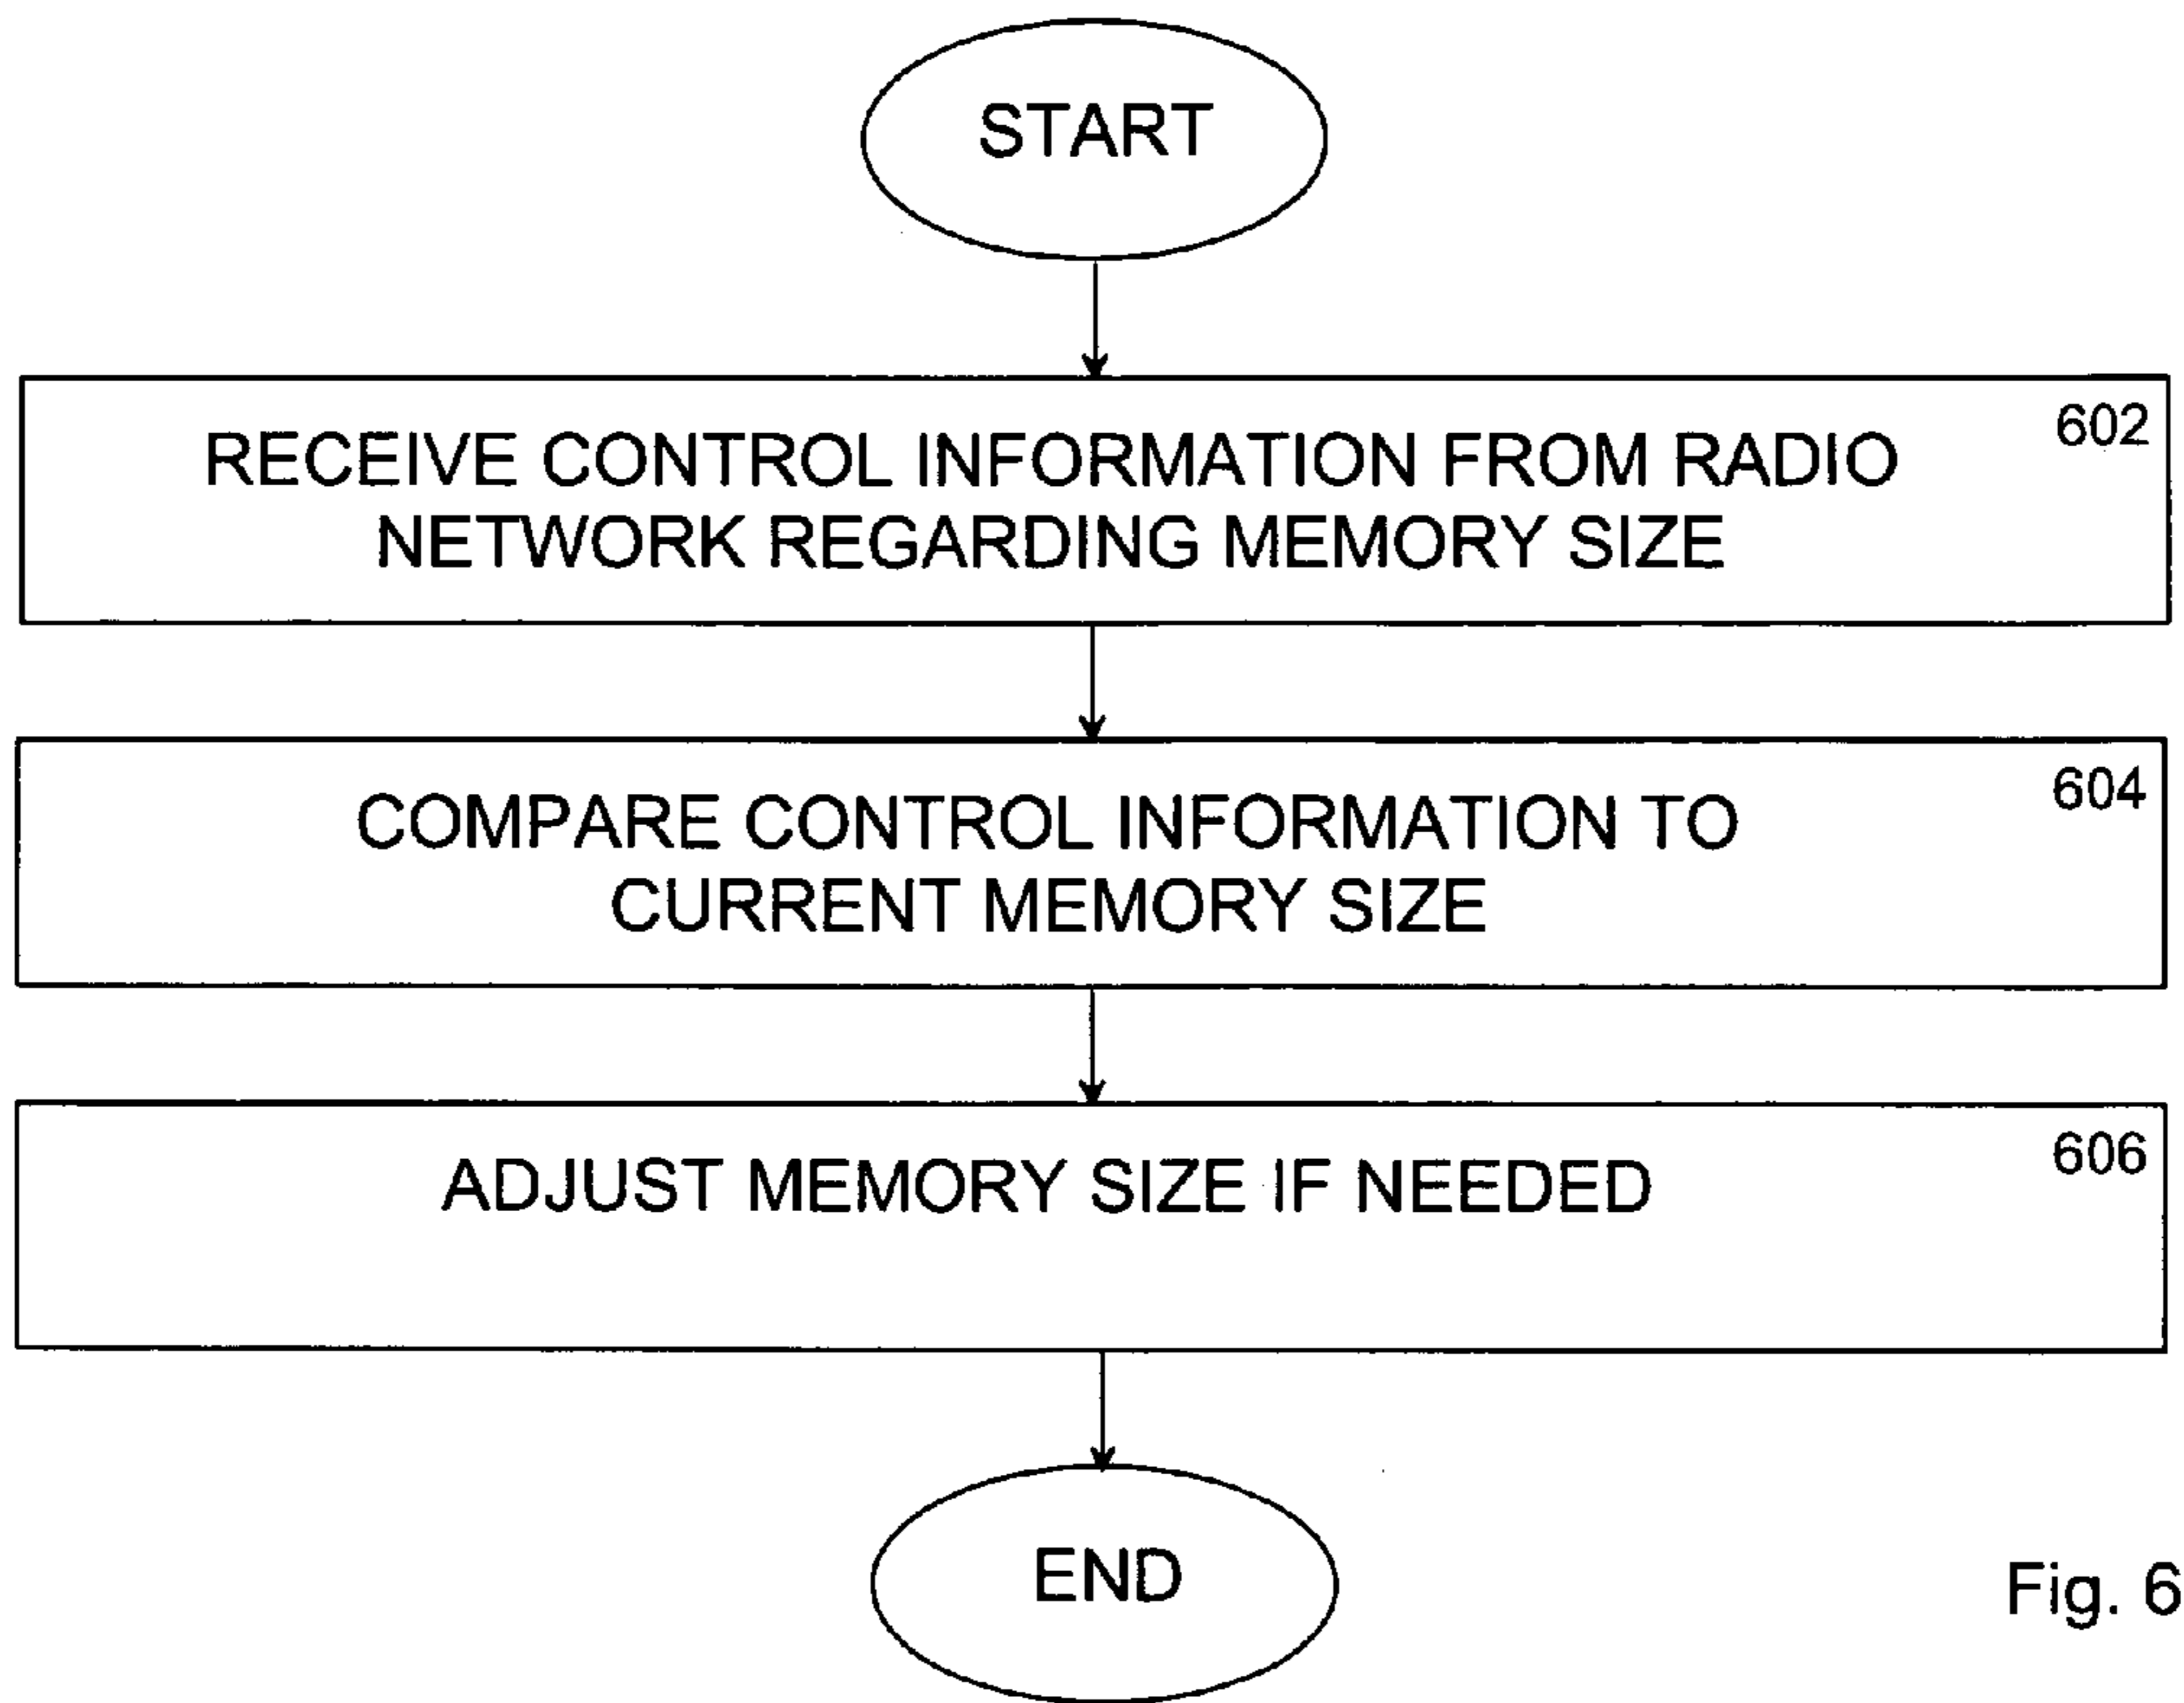 START
602
RECEIVE CONTROL INFORMATION FROM RADIO
NETWORK REGARDING MEMORY SIZE
604
COMPARE CONTROL INFORMATION TO
CURRENT MEMORY SIZE
606
ADJUST MEMORY SIZE IF NEEDED
END
Fig. 6